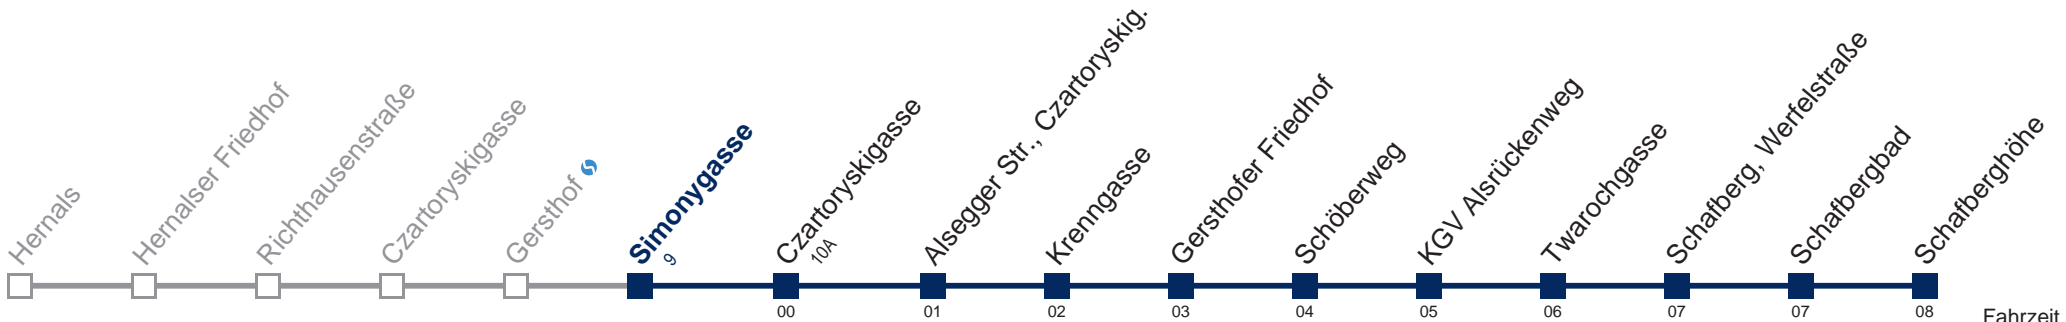 Hernals
Hernalser Friedhof
Richthausenstraße
Czartoryskigasse
Gersthof
Simonygasse
9
Czartoryskigasse
10A
Alsegger Str., Czartoryskig.
Krenngasse
Gersthofer Friedhof
Schöberweg
KGV Alsrückenweg
Twarochgasse
Schafberg, Werfelstraße
Schafbergbad
Schafberghöhe
00 01 02 03 04 05 06 07 07 08 Fahrzeit